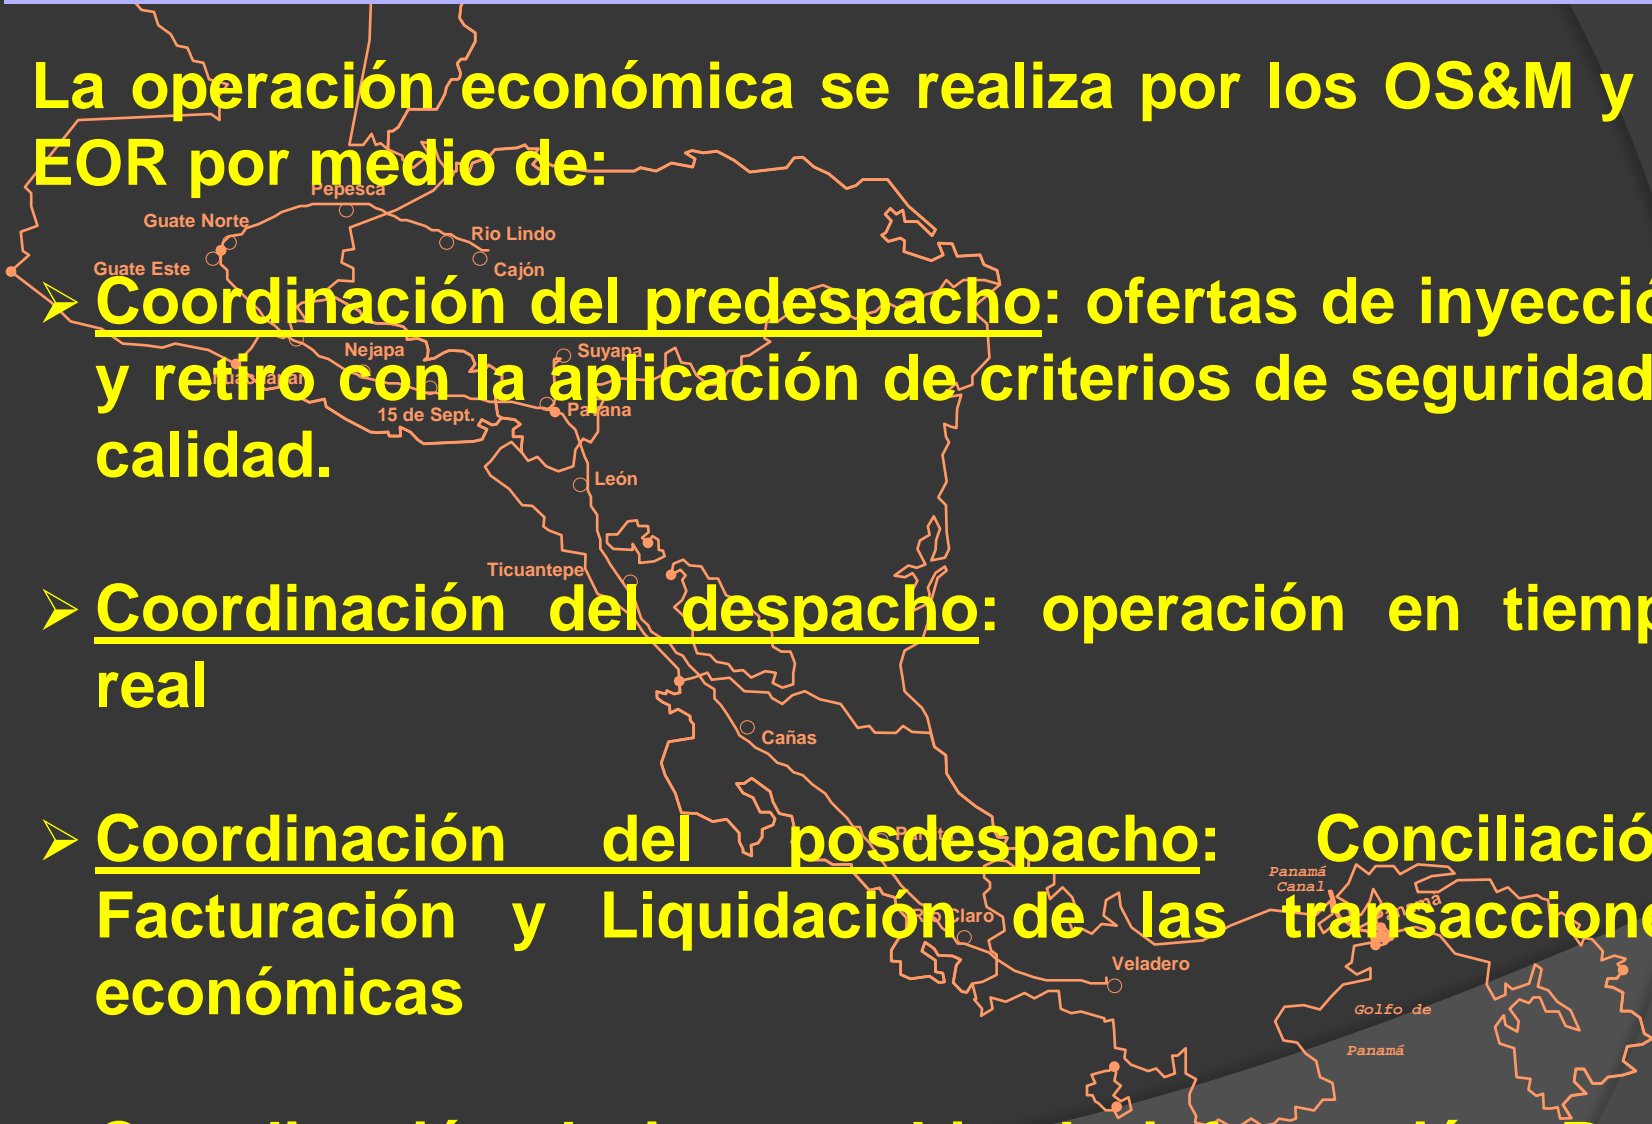 La operación económica se realiza por los OS&M y
EOR por medio de:
Pepesca
Guate Norte
Rio Lindo
Guate Este
Cajón
➢ Coordinación del predespacho: ofertas de inyecció
Nejapa
Suyapa
y retiro con la aplicación de criterios de seguridad
15 de Sept.
calidad.
León
Ticuantepe
➢ Coordinación del despacho: operación en tiemp
real
Cañas
➢ Coordinación del posdespacho: Conciliació
Panamá
Canal
Facturación y Liquidación de las transaccione
Río Claro
Panamá
Veladero
económicas
Golfo de
Panamá